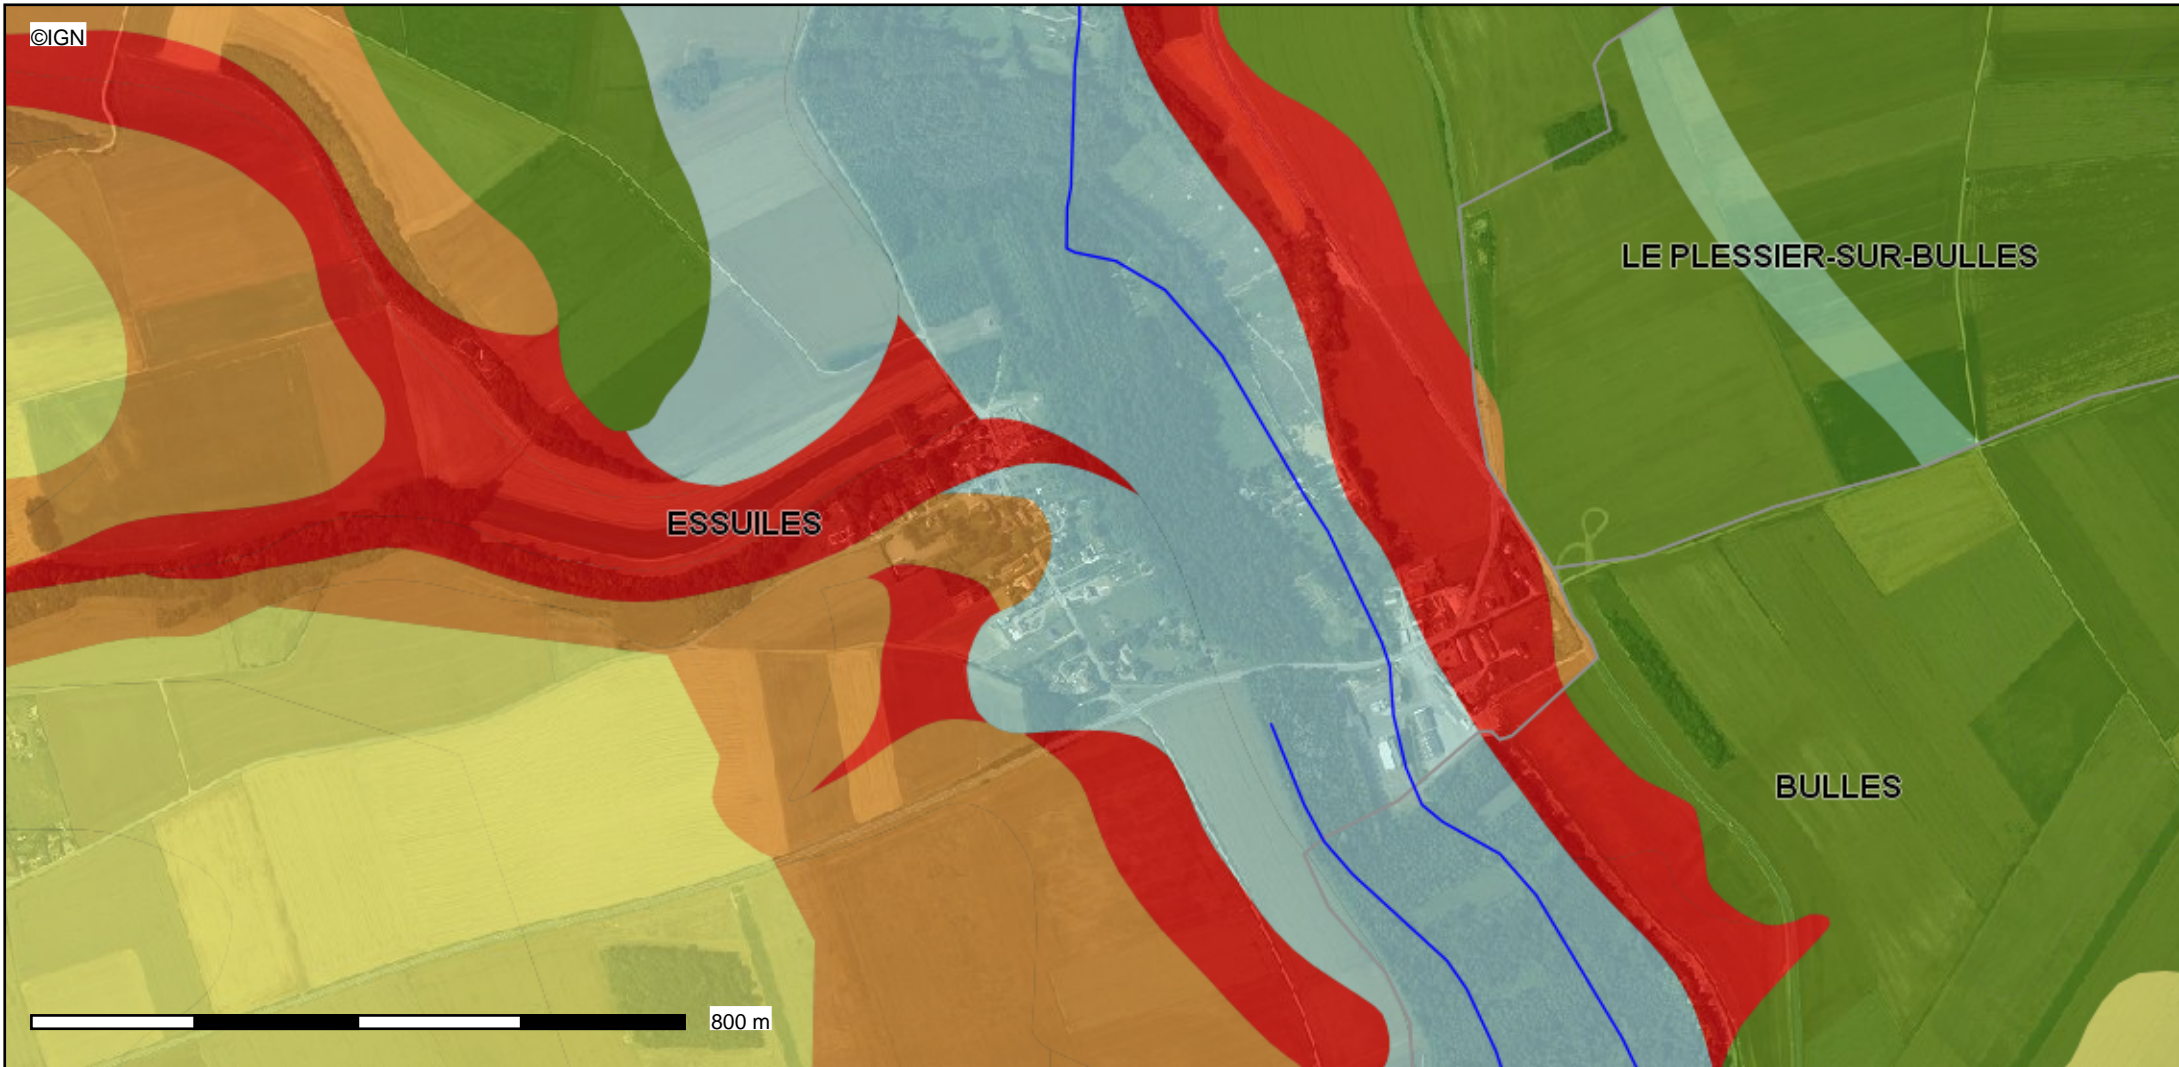 ©IGN
LE PLESSIER-SUR-BULLES
ESSUILES
BULLES
800 m